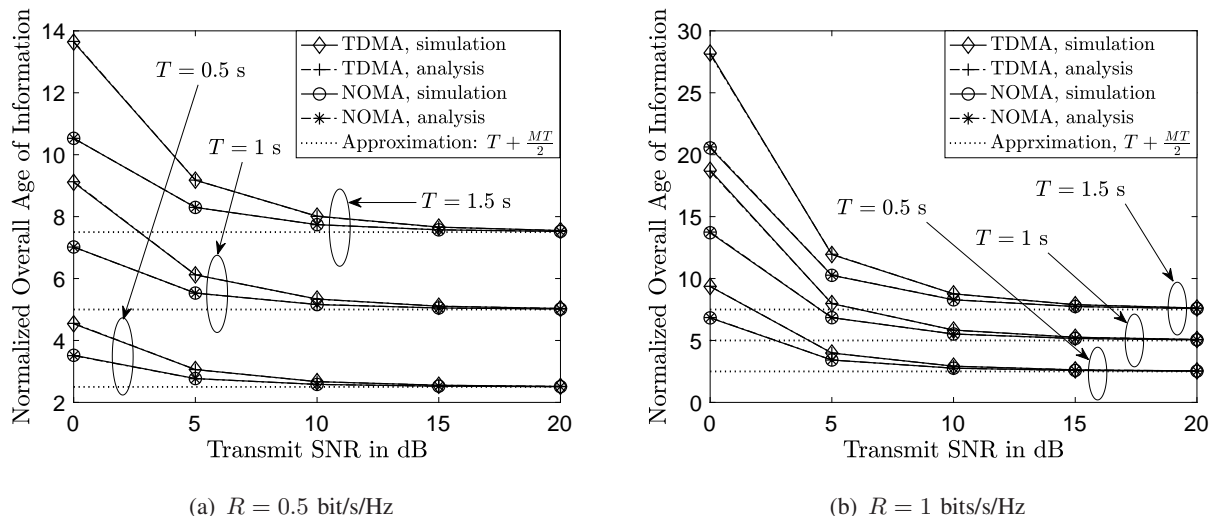 Normalized Overall Age of Information
14
12
10
8
6
4
2
0
5
10
15
20
Transmit SNR in dB
TDMA, simulation
TDMA, analysis
NOMA, simulation
NOMA, analysis
Approximation: T + MT/2
T = 0.5 s
T = 1 s
T = 1.5 s
(a) R = 0.5 bit/s/Hz
Normalized Overall Age of Information
30
25
20
15
10
5
0
0
5
10
15
20
Transmit SNR in dB
TDMA, simulation
TDMA, analysis
NOMA, simulation
NOMA, analysis
Apprximation, T + MT/2
T = 1.5 s
T = 0.5 s
T = 1 s
(b) R = 1 bits/s/Hz